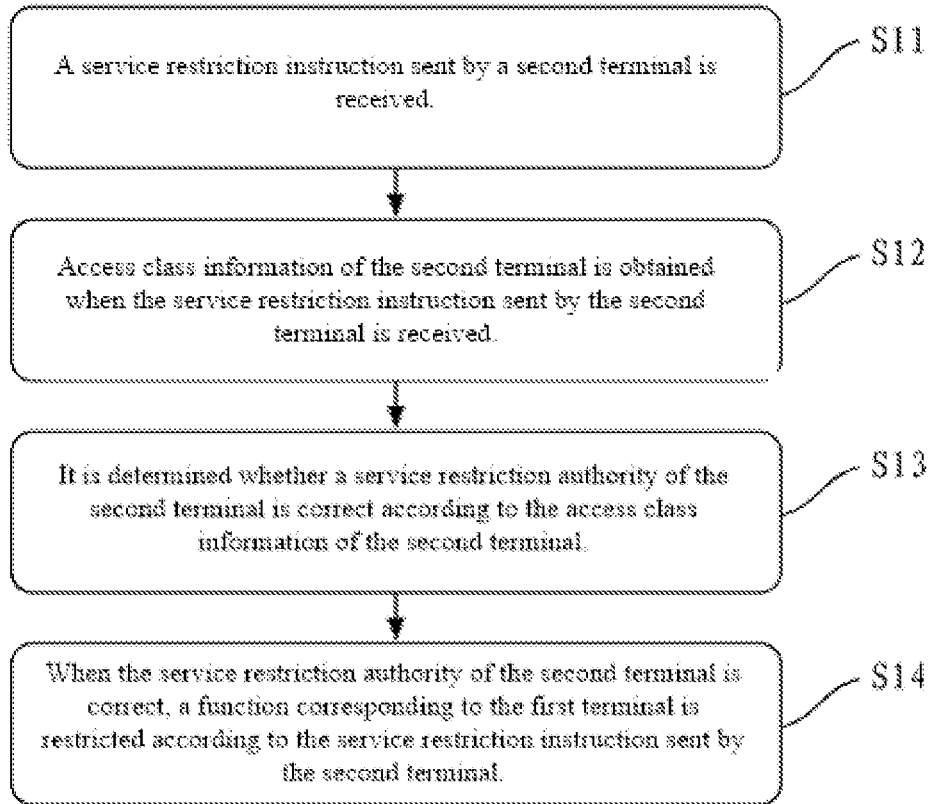 A service restriction instruction sent by a second terminal is
received.
S11
Access class information of the second terminal is obtained
when the service restriction instruction sent by the second
terminal is received.
S12
It is determined whether a service restriction authority of the
second terminal is correct according to the access class
information of the second terminal.
S13
When the service restriction authority of the second terminal is
correct, a function corresponding to the first terminal is
restricted according to the service restriction instruction sent by
the second terminal.
S14